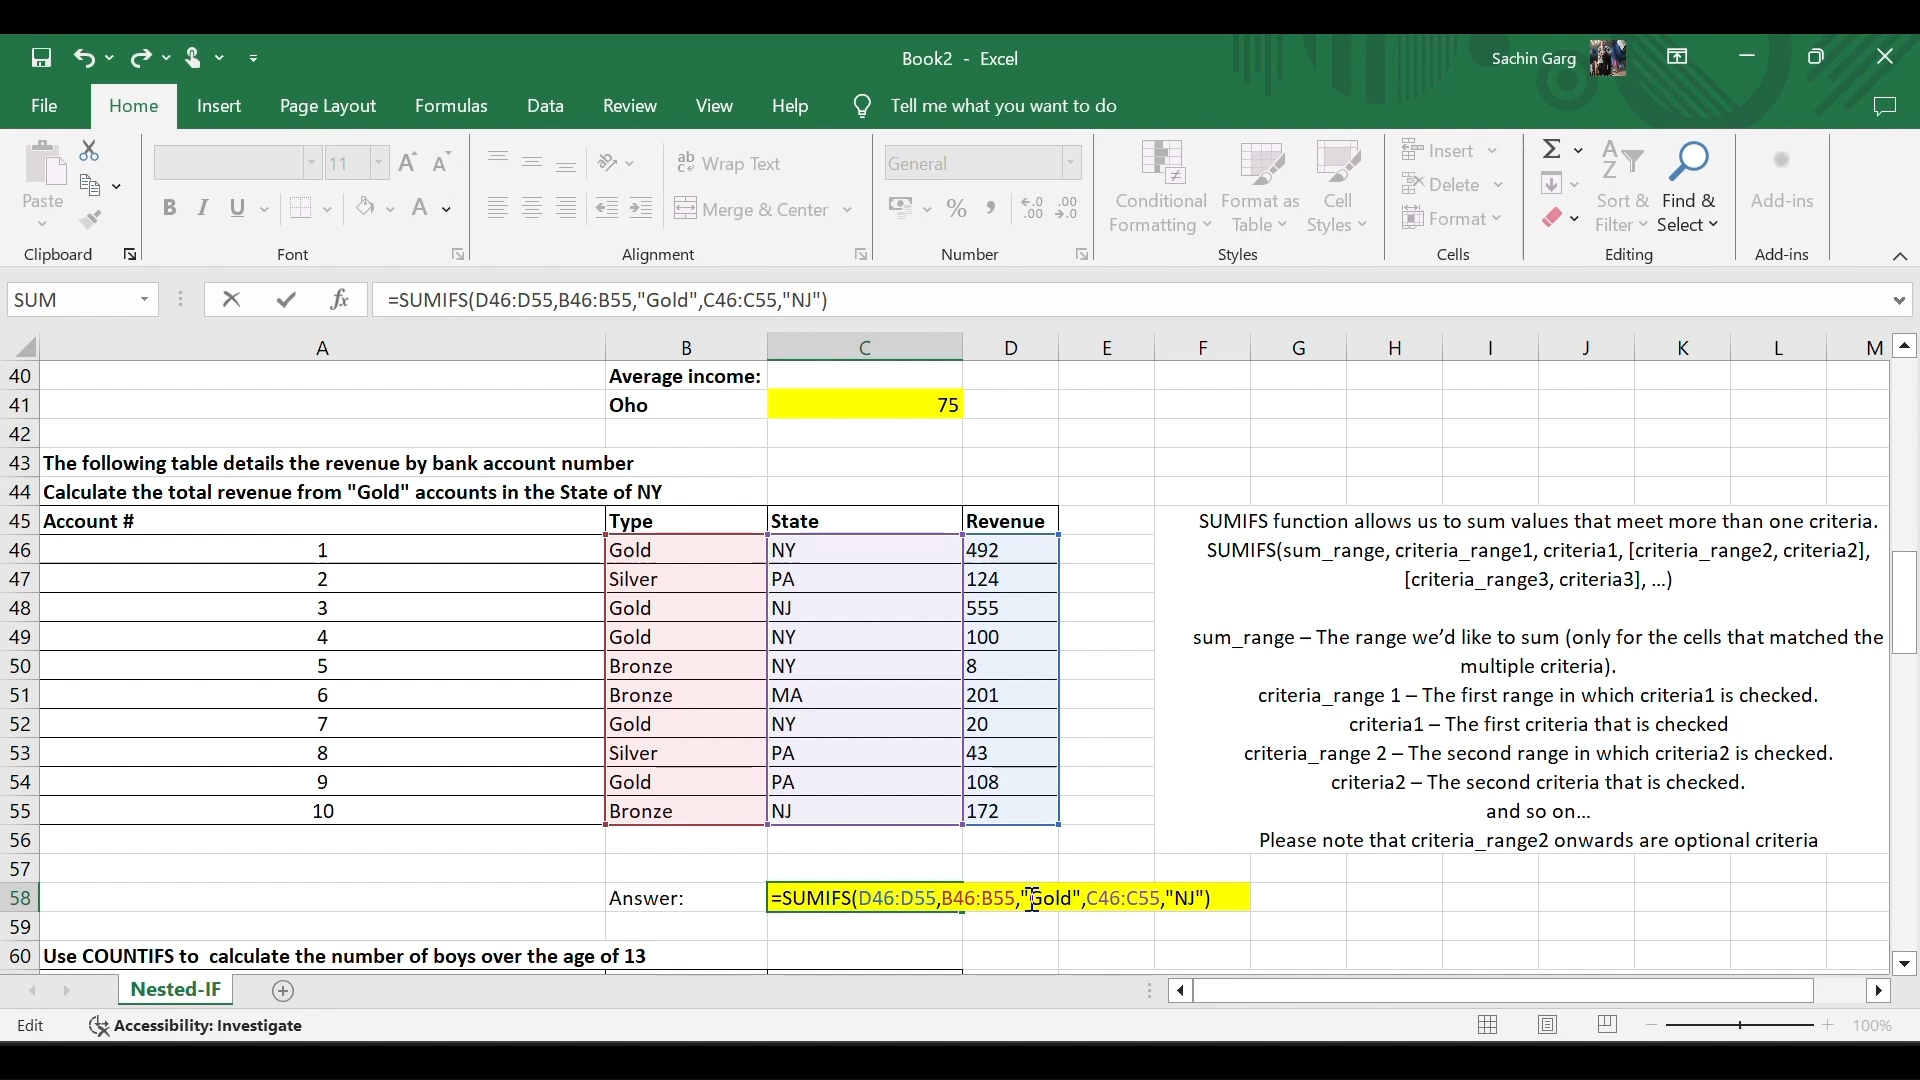 Book2 - Excel
Sachin Garg
File Home Insert Page Layout Formulas Data Review View Help Tell me what you want to do
Paste
Clipboard
11
B I U
Font
Wrap Text
Merge & Center
Alignment
General
Number
Conditional Formatting
Format as Table
Cell Styles
Styles
Insert
Delete
Format
Cells
Sort & Filter
Find & Select
Editing
Add-ins
Add-ins
SUM =SUMIFS(D46:D55,B46:B55,"Gold",C46:C55,"NJ")
A B C D E F G H I J K L M
40 Average income:
41 Oho 75
42
43 The following table details the revenue by bank account number
44 Calculate the total revenue from "Gold" accounts in the State of NY
45 Account # Type State Revenue SUMIFS function allows us to sum values that meet more than one criteria.
46 1 Gold NY 492 SUMIFS(sum_range, criteria_range1, criteria1, [criteria_range2, criteria2],
47 2 Silver PA 124 [criteria_range3, criteria3], ...)
48 3 Gold NJ 555
49 4 Gold NY 100 sum_range – The range we’d like to sum (only for the cells that matched the
50 5 Bronze NY 8 multiple criteria).
51 6 Bronze MA 201 criteria_range 1 – The first range in which criteria1 is checked.
52 7 Gold NY 20 criteria1 – The first criteria that is checked
53 8 Silver PA 43 criteria_range 2 – The second range in which criteria2 is checked.
54 9 Gold PA 108 criteria2 – The second criteria that is checked.
55 10 Bronze NJ 172 and so on...
56 Please note that criteria_range2 onwards are optional criteria
57
58 Answer: =SUMIFS(D46:D55,B46:B55,"Gold",C46:C55,"NJ")
59
60 Use COUNTIFS to calculate the number of boys over the age of 13
Nested-IF
Edit Accessibility: Investigate 100%